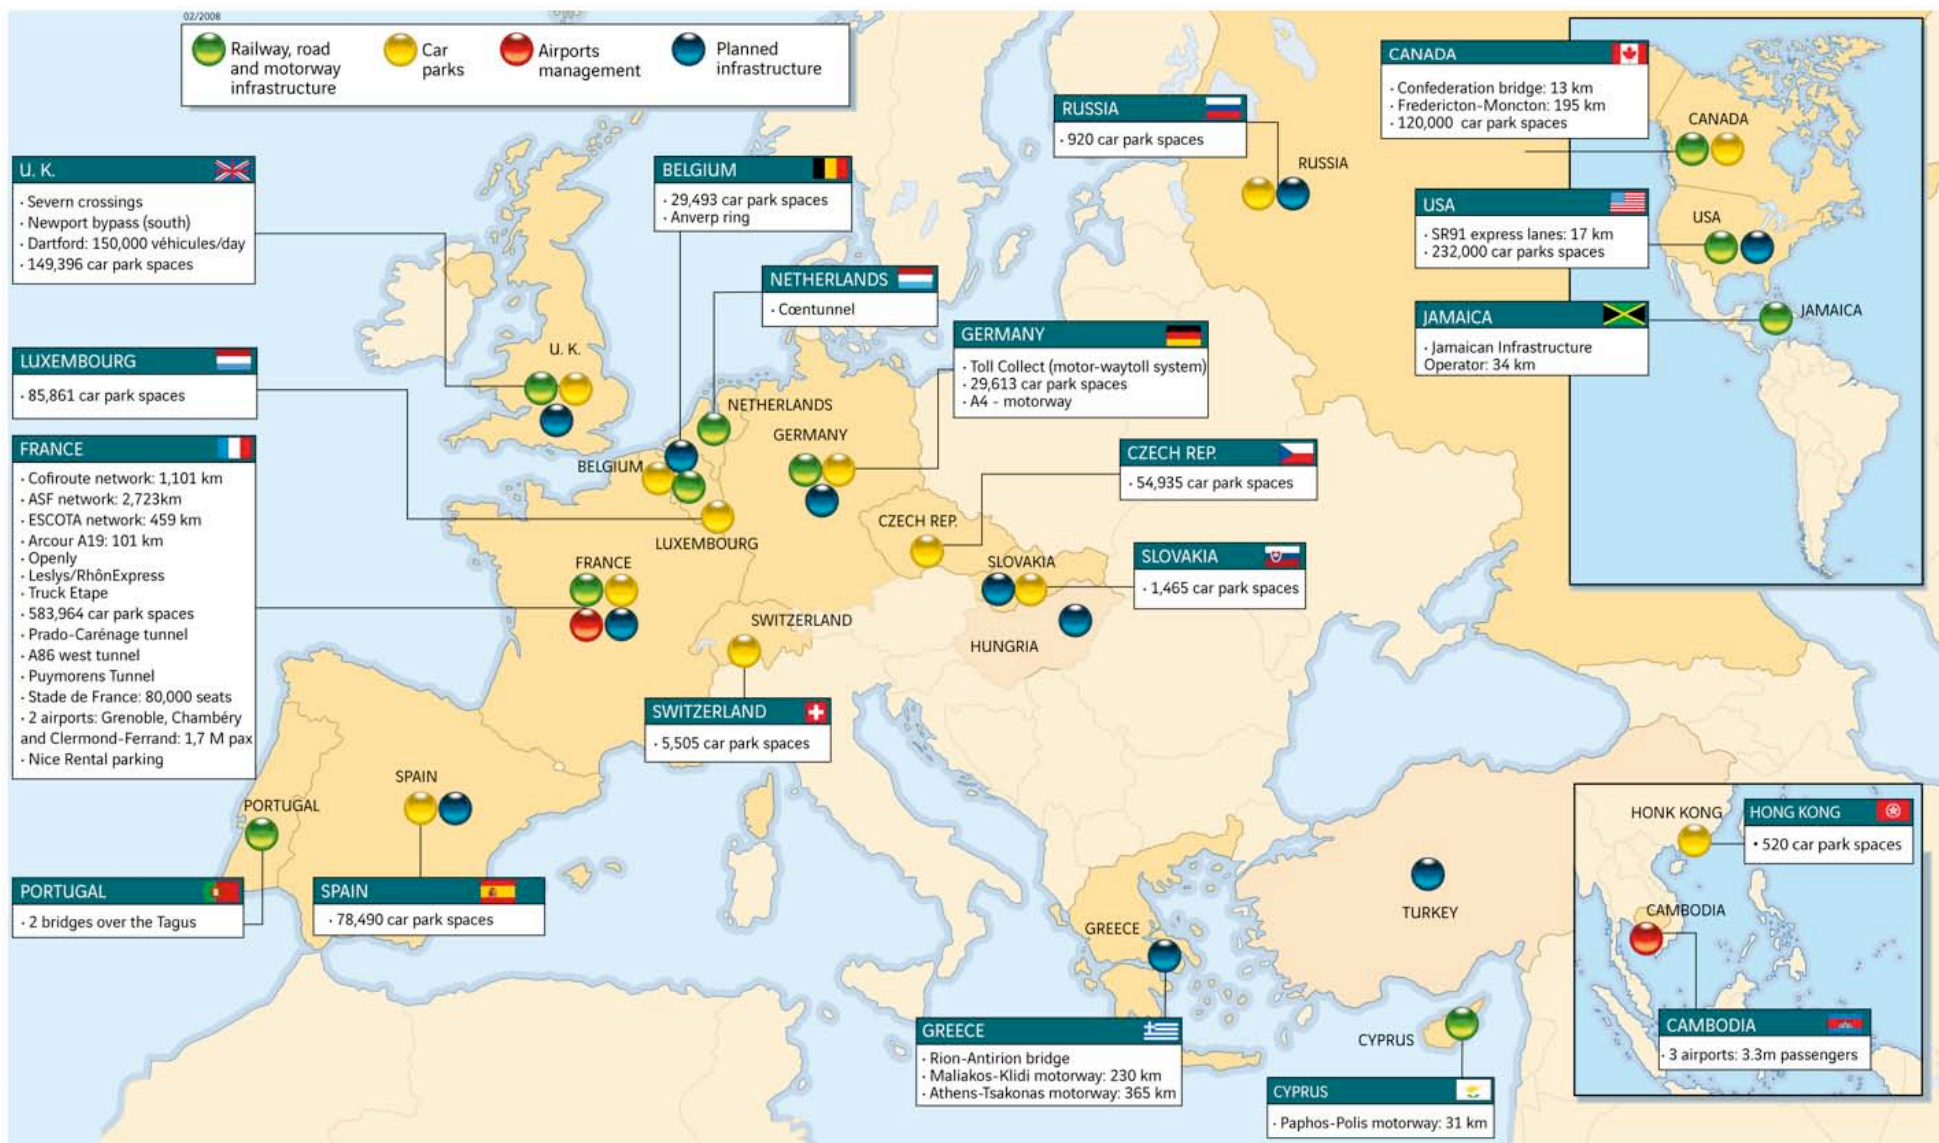 02/2008
Railway, road
and motorway
infrastructure
Car
parks
Airports
management
Planned
infrastructure
U. K.
· Severn crossings
· Newport bypass (south)
· Dartford: 150,000 véhicules/day
· 149,396 car park spaces
LUXEMBOURG
· 85,861 car park spaces
FRANCE
· Cofiroute network: 1,101 km
· ASF network: 2,723km
· ESCOTA network: 459 km
· Arcour A19: 101 km
· Openly
· Leslys/RhônExpress
· Truck Etape
· 583,964 car park spaces
· Prado-Carénage tunnel
· A86 west tunnel
· Puymorens Tunnel
· Stade de France: 80,000 seats
· 2 airports: Grenoble, Chambéry
and Clermond-Ferrand: 1,7 M pax
· Nice Rental parking
PORTUGAL
· 2 bridges over the Tagus
SPAIN
· 78,490 car park spaces
BELGIUM
· 29,493 car park spaces
· Anverp ring
NETHERLANDS
· Cœntunnel
GERMANY
· Toll Collect (motor-waytoll system)
· 29,613 car park spaces
· A4 - motorway
RUSSIA
· 920 car park spaces
CZECH REP.
· 54,935 car park spaces
SLOVAKIA
· 1,465 car park spaces
SWITZERLAND
· 5,505 car park spaces
GREECE
· Rion-Antirion bridge
· Maliakos-Klidi motorway: 230 km
· Athens-Tsakonas motorway: 365 km
CYPRUS
· Paphos-Polis motorway: 31 km
CANADA
· Confederation bridge: 13 km
· Fredericton-Moncton: 195 km
· 120,000 car park spaces
USA
· SR91 express lanes: 17 km
· 232,000 car parks spaces
JAMAICA
· Jamaican Infrastructure
Operator: 34 km
HONG KONG
• 520 car park spaces
CAMBODIA
· 3 airports: 3.3m passengers
U. K.
NETHERLANDS
GERMANY
BELGIUM
LUXEMBOURG
FRANCE
CZECH REP.
SLOVAKIA
HUNGRIA
SWITZERLAND
SPAIN
PORTUGAL
GREECE
TURKEY
CYPRUS
RUSSIA
CANADA
USA
JAMAICA
HONK KONG
CAMBODIA